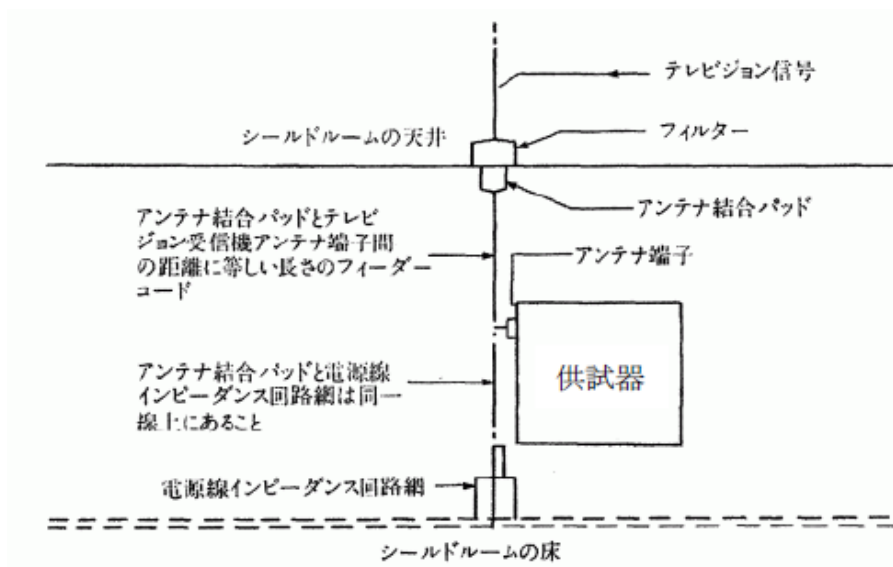 テレビジョン信号
シールドルームの天井
フィルター
アンテナ結合パッド
アンテナ結合パッドとテレビ
ジョン受信機アンテナ端子間
の距離に等しい長さのフィーダー
コード
アンテナ端子
供試器
アンテナ結合パッドと電源線
インピーダンス回路網は同一
線上にあること
電源線インピーダンス回路網
シールドルームの床